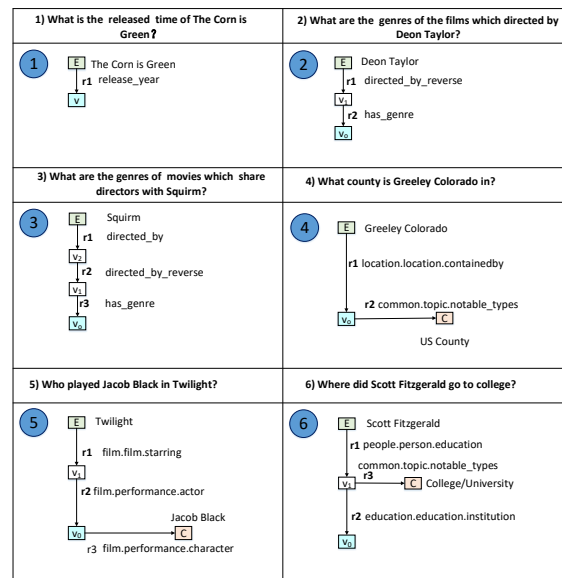 1) What is the released time of The Corn is
Green?
1
E The Corn is Green
r1 release_year
v
2) What are the genres of the films which directed by
Deon Taylor?
2
E Deon Taylor
r1 directed_by_reverse
v1
r2 has_genre
v0
3) What are the genres of movies which share
directors with Squirm?
3
E Squirm
r1 directed_by
v2
r2 directed_by_reverse
v1
r3 has_genre
v0
4) What county is Greeley Colorado in?
4
E Greeley Colorado
r1 location.location.containedby
r2 common.topic.notable_types
v0 C
US County
5) Who played Jacob Black in Twilight?
5
E Twilight
r1 film.film.starring
v1
r2 film.performance.actor
Jacob Black
v0 C
r3 film.performance.character
6) Where did Scott Fitzgerald go to college?
6
E Scott Fitzgerald
r1 people.person.education
common.topic.notable_types
r3
v1 C College/University
r2 education.education.institution
v0